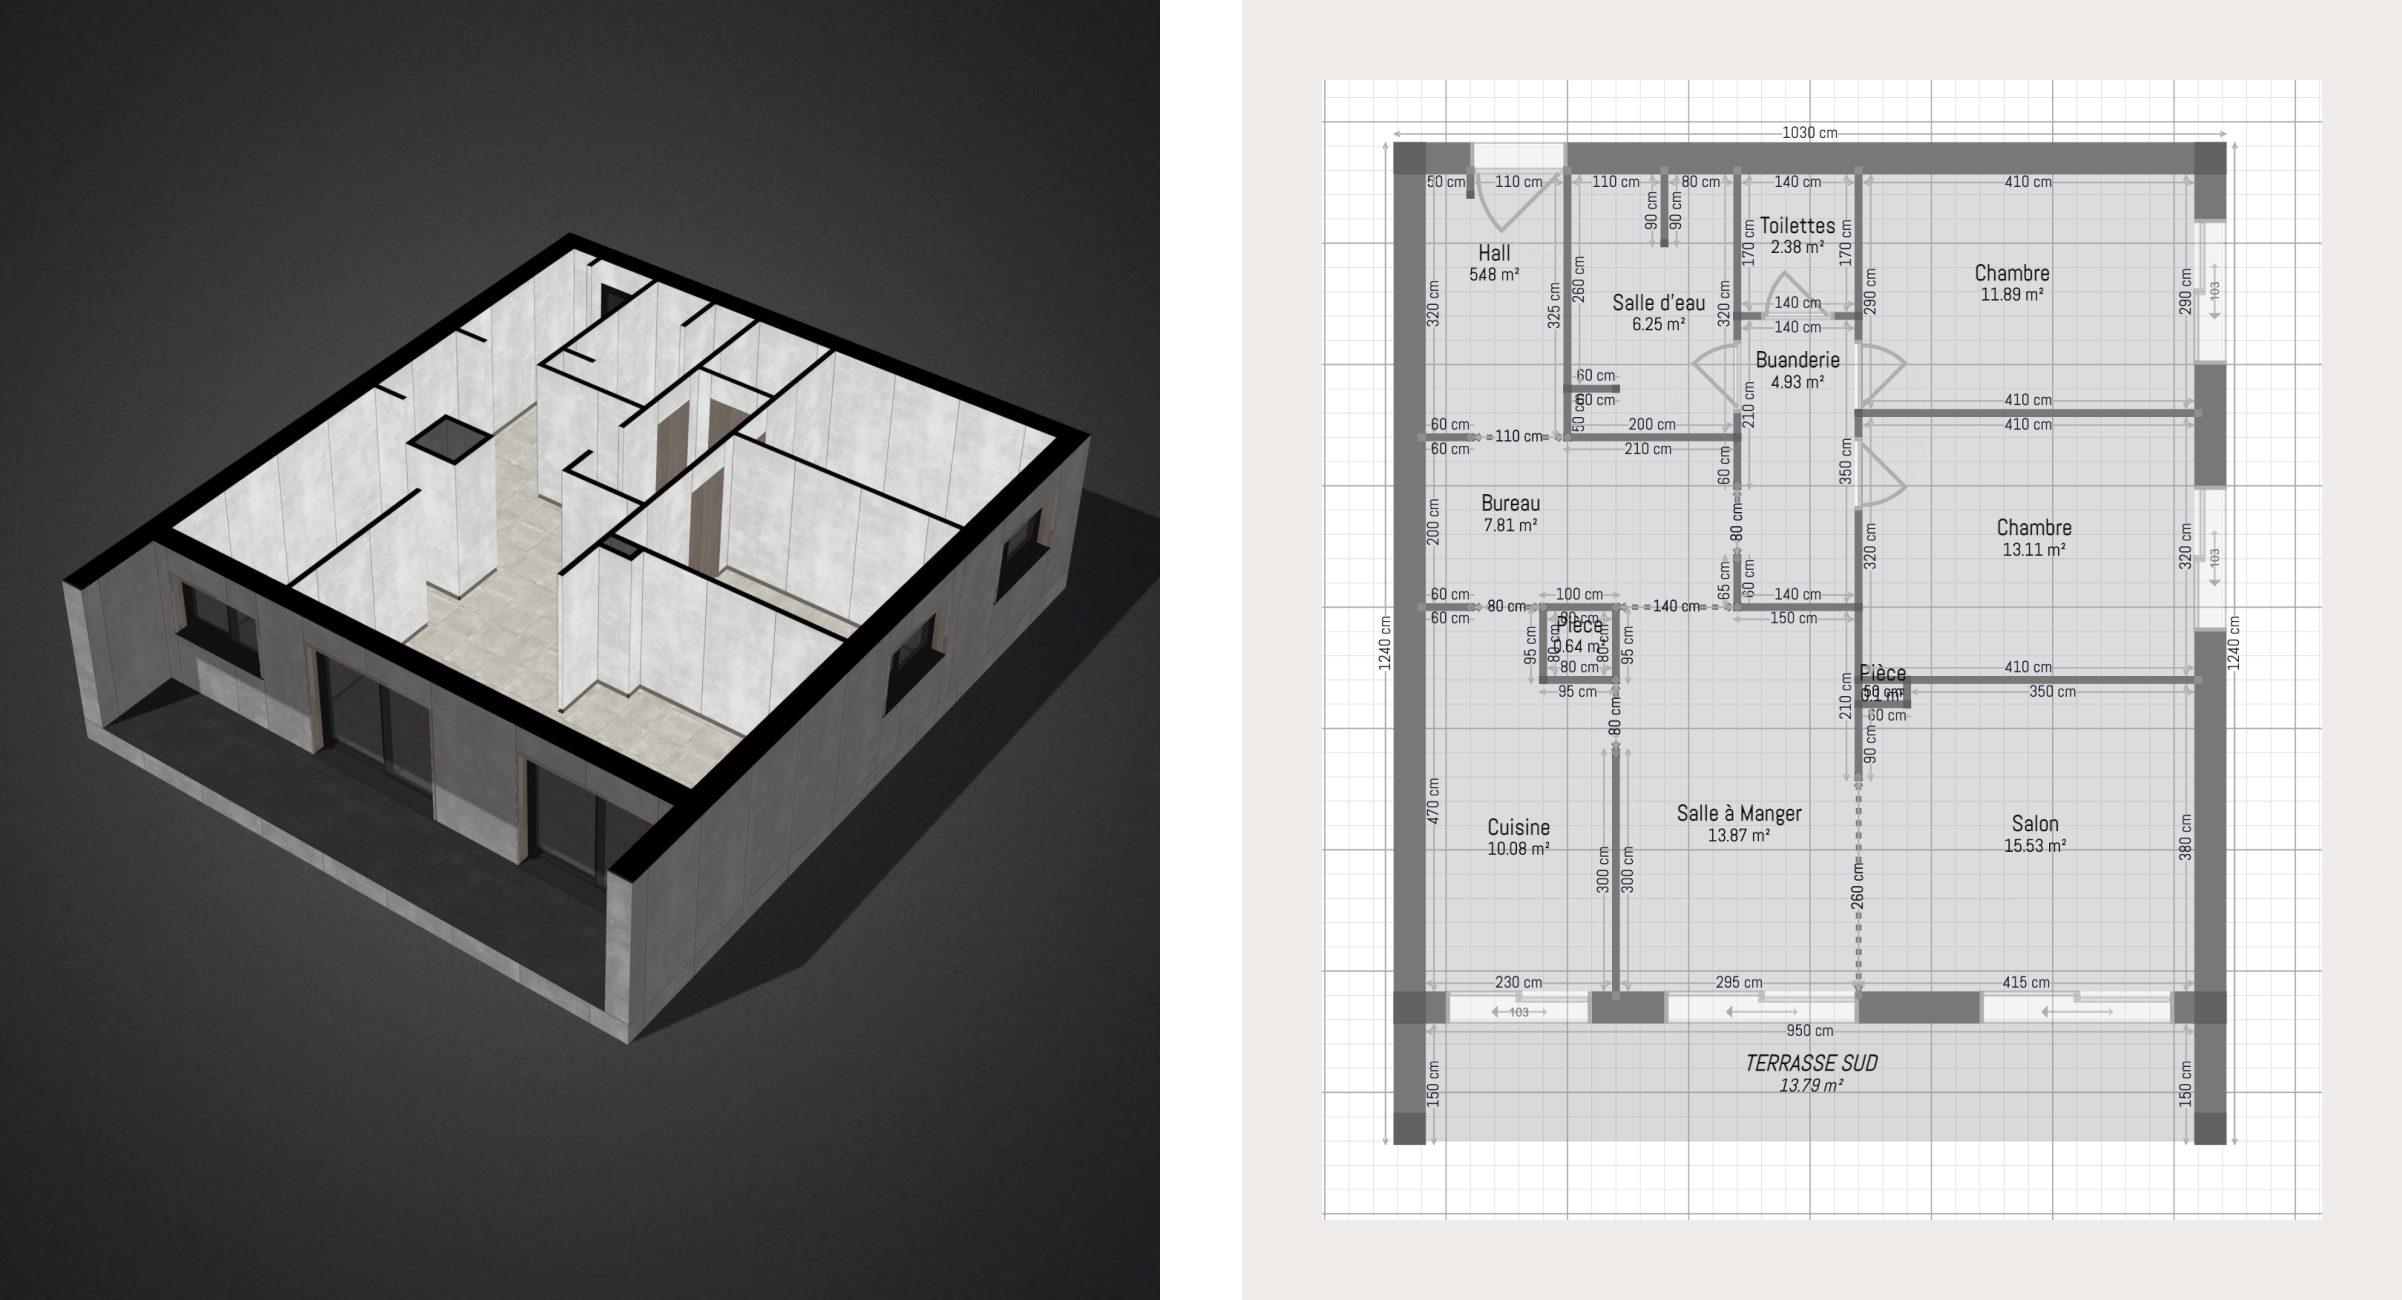 1030 cm
50 cm
110 cm
110 cm
80 cm
140 cm
410 cm
90 cm
90 cm
Toilettes
2.38 m²
170 cm
170 cm
Hall
5.48 m²
Chambre
11.89 m²
260 cm
320 cm
325 cm
Salle d'eau
6.25 m²
320 cm
140 cm
290 cm
290 cm
103
140 cm
Buanderie
4.93 m²
60 cm
60 cm
210 cm
410 cm
50 cm
60 cm
200 cm
410 cm
110 cm
60 cm
210 cm
60 cm
350 cm
Bureau
7.81 m²
200 cm
80 cm
Chambre
13.11 m²
320 cm
320 cm
103
65 cm
60 cm
60 cm
100 cm
140 cm
80 cm
140 cm
60 cm
150 cm
Pièce
0.64 m²
95 cm
80 cm
80 cm
95 cm
80 cm
95 cm
1240 cm
1240 cm
410 cm
Pièce
0.1 m²
50 cm
350 cm
60 cm
210 cm
80 cm
90 cm
470 cm
Cuisine
10.08 m²
Salle à Manger
13.87 m²
Salon
15.53 m²
380 cm
300 cm
300 cm
260 cm
230 cm
295 cm
415 cm
103
950 cm
TERRASSE SUD
13.79 m²
150 cm
150 cm